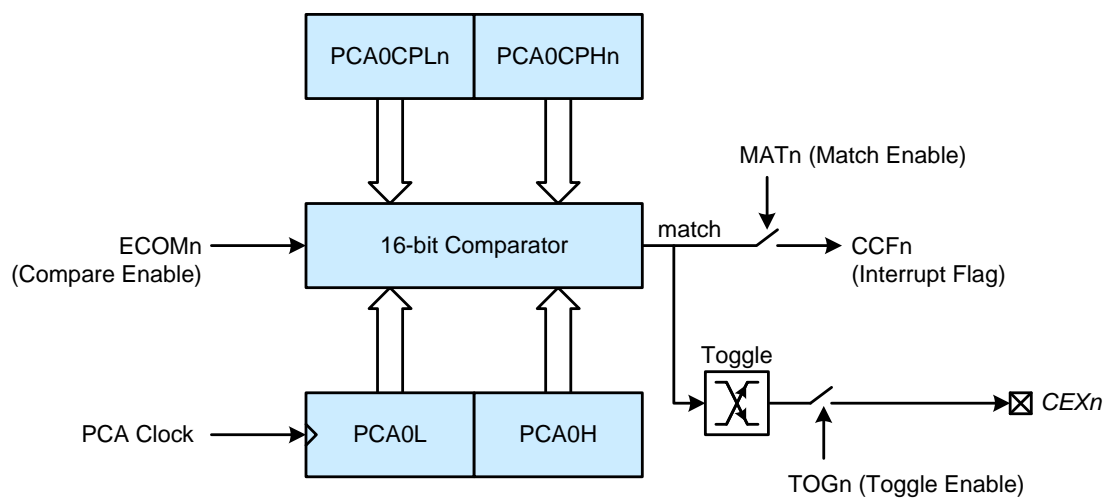 PCA0CPLn
PCA0CPHn
MATn (Match Enable)
ECOMn
(Compare Enable)
16-bit Comparator
match
CCFn
(Interrupt Flag)
Toggle
CEXn
PCA Clock
PCA0L
PCA0H
TOGn (Toggle Enable)